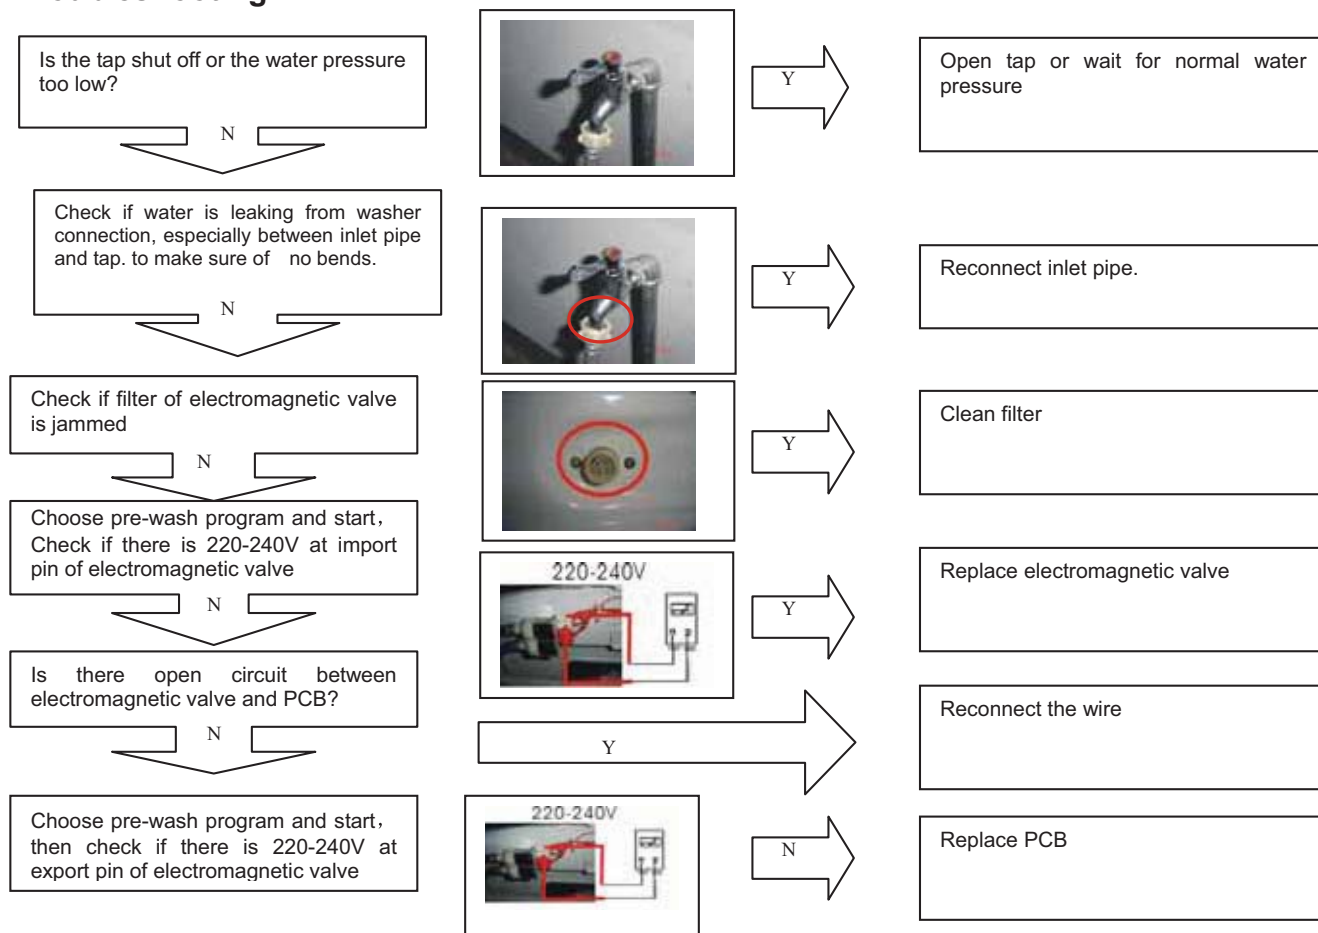 Is the tap shut off or the water pressure
too low?
Y
Open tap or wait for normal water
pressure
N
Check if water is leaking from washer
connection, especially between inlet pipe
and tap. to make sure of no bends.
Y
Reconnect inlet pipe.
N
Check if filter of electromagnetic valve
is jammed
Y
Clean filter
N
Choose pre-wash program and start，
Check if there is 220-240V at import
pin of electromagnetic valve
220-240V
Y
Replace electromagnetic valve
N
Is there open circuit between
electromagnetic valve and PCB?
Y
Reconnect the wire
N
Choose pre-wash program and start，
then check if there is 220-240V at
export pin of electromagnetic valve
220-240V
N
Replace PCB